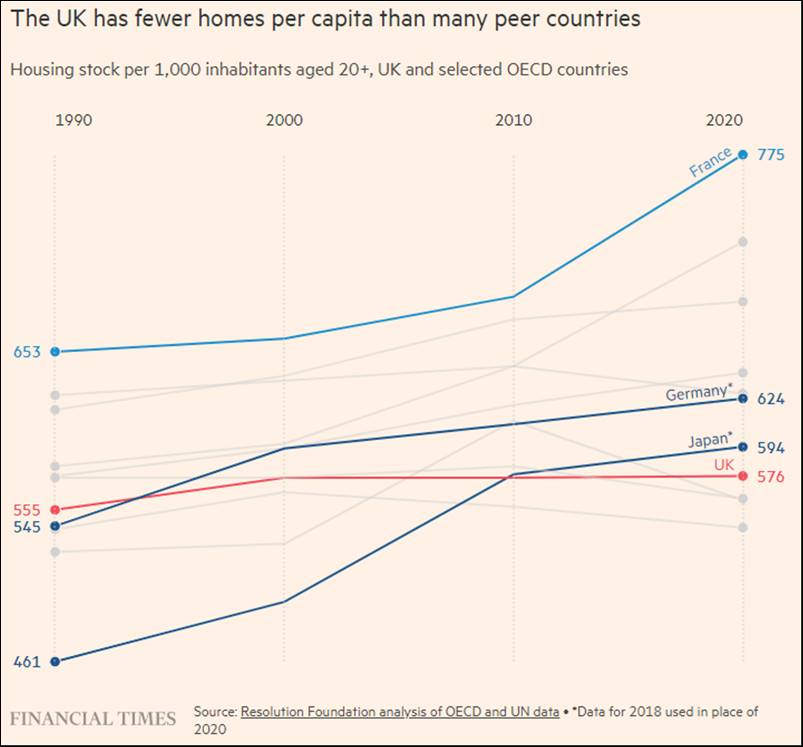 The UK has fewer homes per capita than many peer countries
Housing stock per 1,000 inhabitants aged 20+, UK and selected OECD countries
1990 2000 2010 2020
France 775
653
Germany* 624
Japan* 594
UK 576
555
545
461
FINANCIAL TIMES
Source: Resolution Foundation analysis of OECD and UN data • *Data for 2018 used in place of
2020